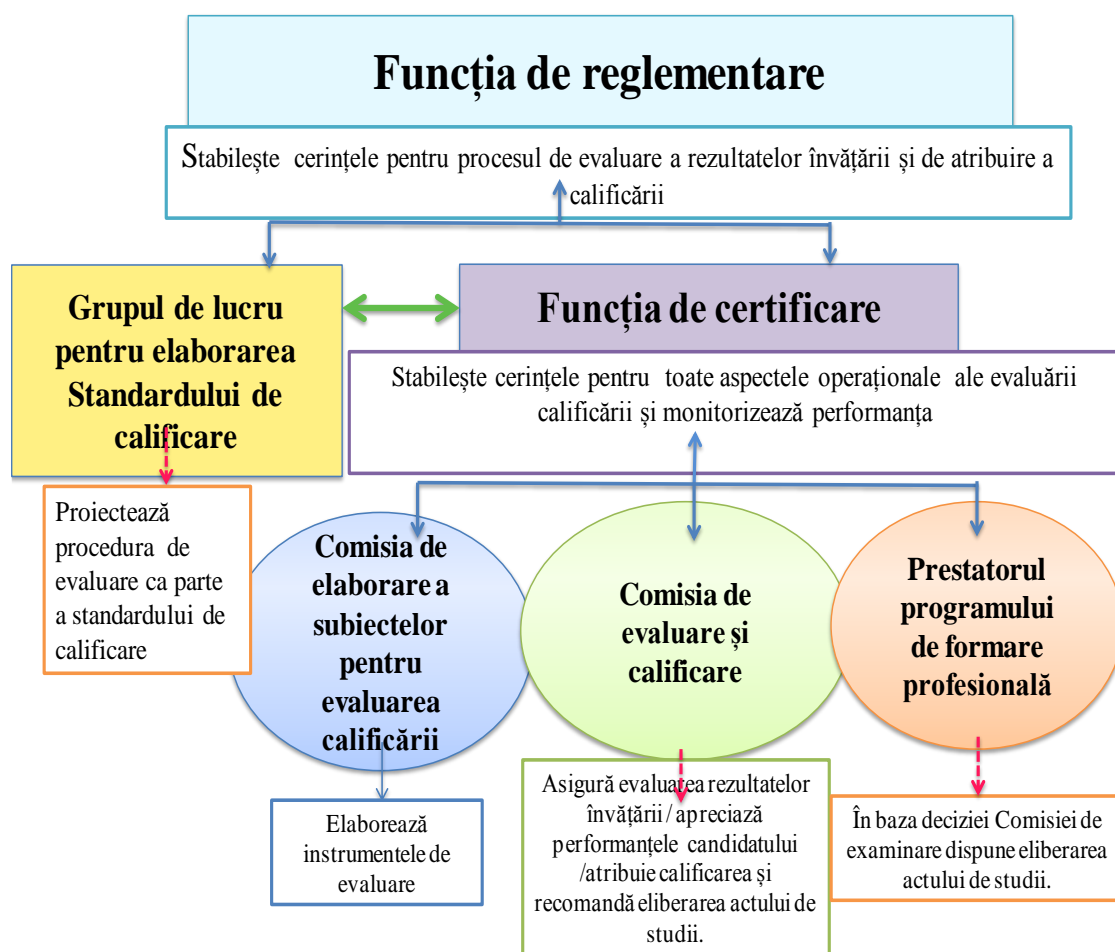 Funcția de reglementare
Stabilește cerințele pentru procesul de evaluare a rezultatelor învățării și de atribuire a
calificării
Grupul de lucru
pentru elaborarea
Standardului de
calificare
Funcția de certificare
Stabilește cerințele pentru toate aspectele operaționale ale evaluării
calificării și monitorizează performanța
Proiectează
procedura de
evaluare ca parte
a standardului de
calificare
Comisia de
elaborare a
subiectelor
pentru
evaluarea
calificării
Comisia de
evaluare și
calificare
Prestatorul
programului
de formare
profesională
Elaborează
instrumentele de
evaluare
Asigură evaluarea rezultatelor
învățării / apreciază
performanțele candidatului
/atribuie calificarea și
recomandă eliberarea actului de
studii.
În baza deciziei Comisiei de
examinare dispune eliberarea
actului de studii.